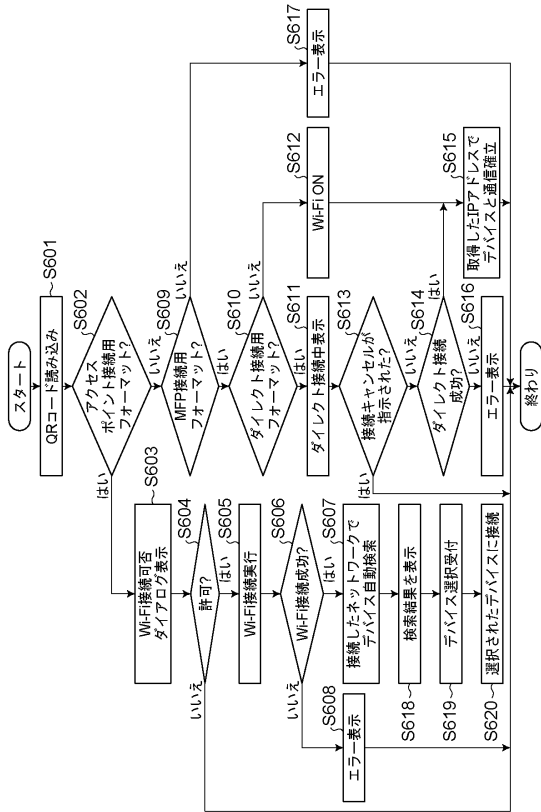 スタート
QRコード読み込み
S601
アクセス
ポイント接続用
フォーマット?
S602
はい
いいえ
Wi-Fi接続可否
ダイアログ表示
S603
許可?
S604
いいえ
はい
Wi-Fi接続実行
S605
Wi-Fi接続成功?
S606
いいえ
はい
接続したネットワークで
デバイス自動検索
S607
エラー表示
S608
検索結果を表示
S618
デバイス選択受付
S619
選択されたデバイスに接続
S620
MFP接続用
フォーマット?
S609
いいえ
はい
ダイレクト接続用
フォーマット?
S610
いいえ
はい
ダイレクト接続中表示
S611
Wi-Fi ON
S612
接続キャンセルが
指示された?
S613
はい
いいえ
ダイレクト接続
成功?
S614
はい
いいえ
取得したIPアドレスで
デバイスと通信確立
S615
エラー表示
S616
エラー表示
S617
終わり